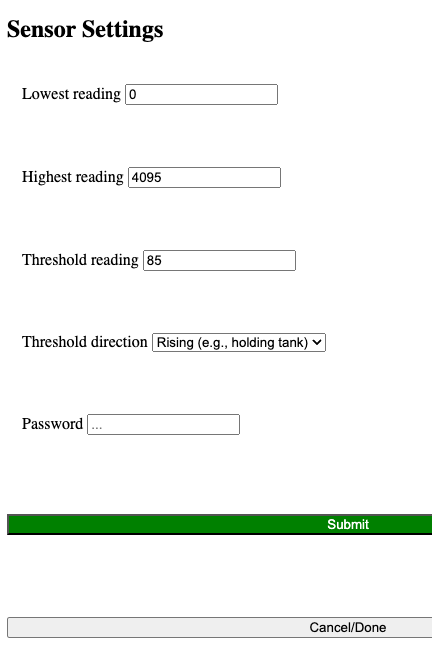 Sensor Settings
Lowest reading 0
Highest reading 4095
Threshold reading 85
Threshold direction Rising (e.g., holding tank)
Password ...
Submit
Cancel/Done